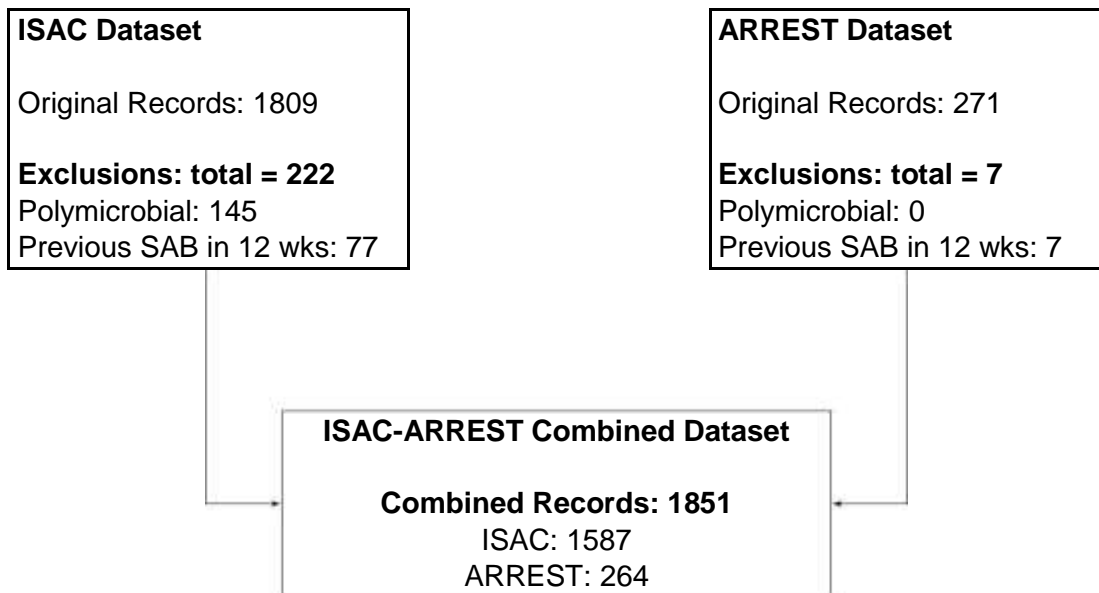 ISAC Dataset
Original Records: 1809
Exclusions: total = 222
Polymicrobial: 145
Previous SAB in 12 wks: 77
ARREST Dataset
Original Records: 271
Exclusions: total = 7
Polymicrobial: 0
Previous SAB in 12 wks: 7
ISAC-ARREST Combined Dataset
Combined Records: 1851
ISAC: 1587
ARREST: 264